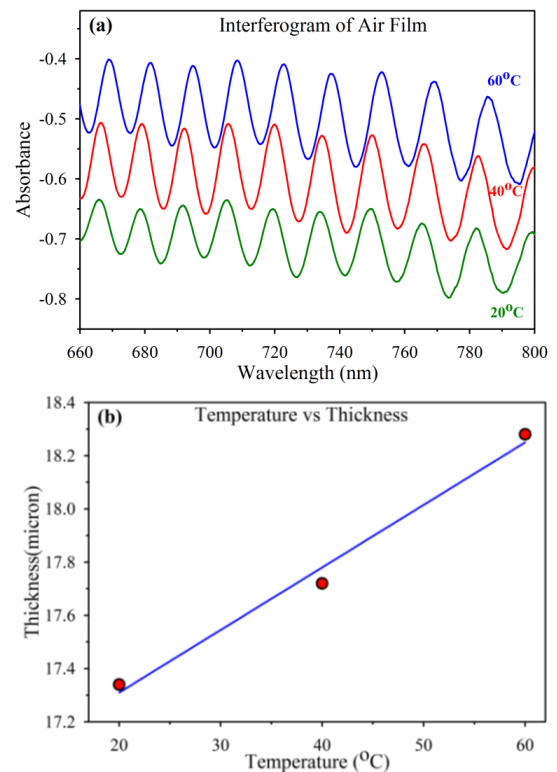 (a) Interferogram of Air Film
-0.4
60°C
-0.5
Absorbance
-0.6
40°C
-0.7
-0.8
20°C
660 680 700 720 740 760 780 800
Wavelength (nm)
18.4
(b) Temperature vs Thickness
18.2
18.0
Thickness(micron)
17.8
17.6
17.4
17.2
20 30 40 50 60
Temperature (°C)